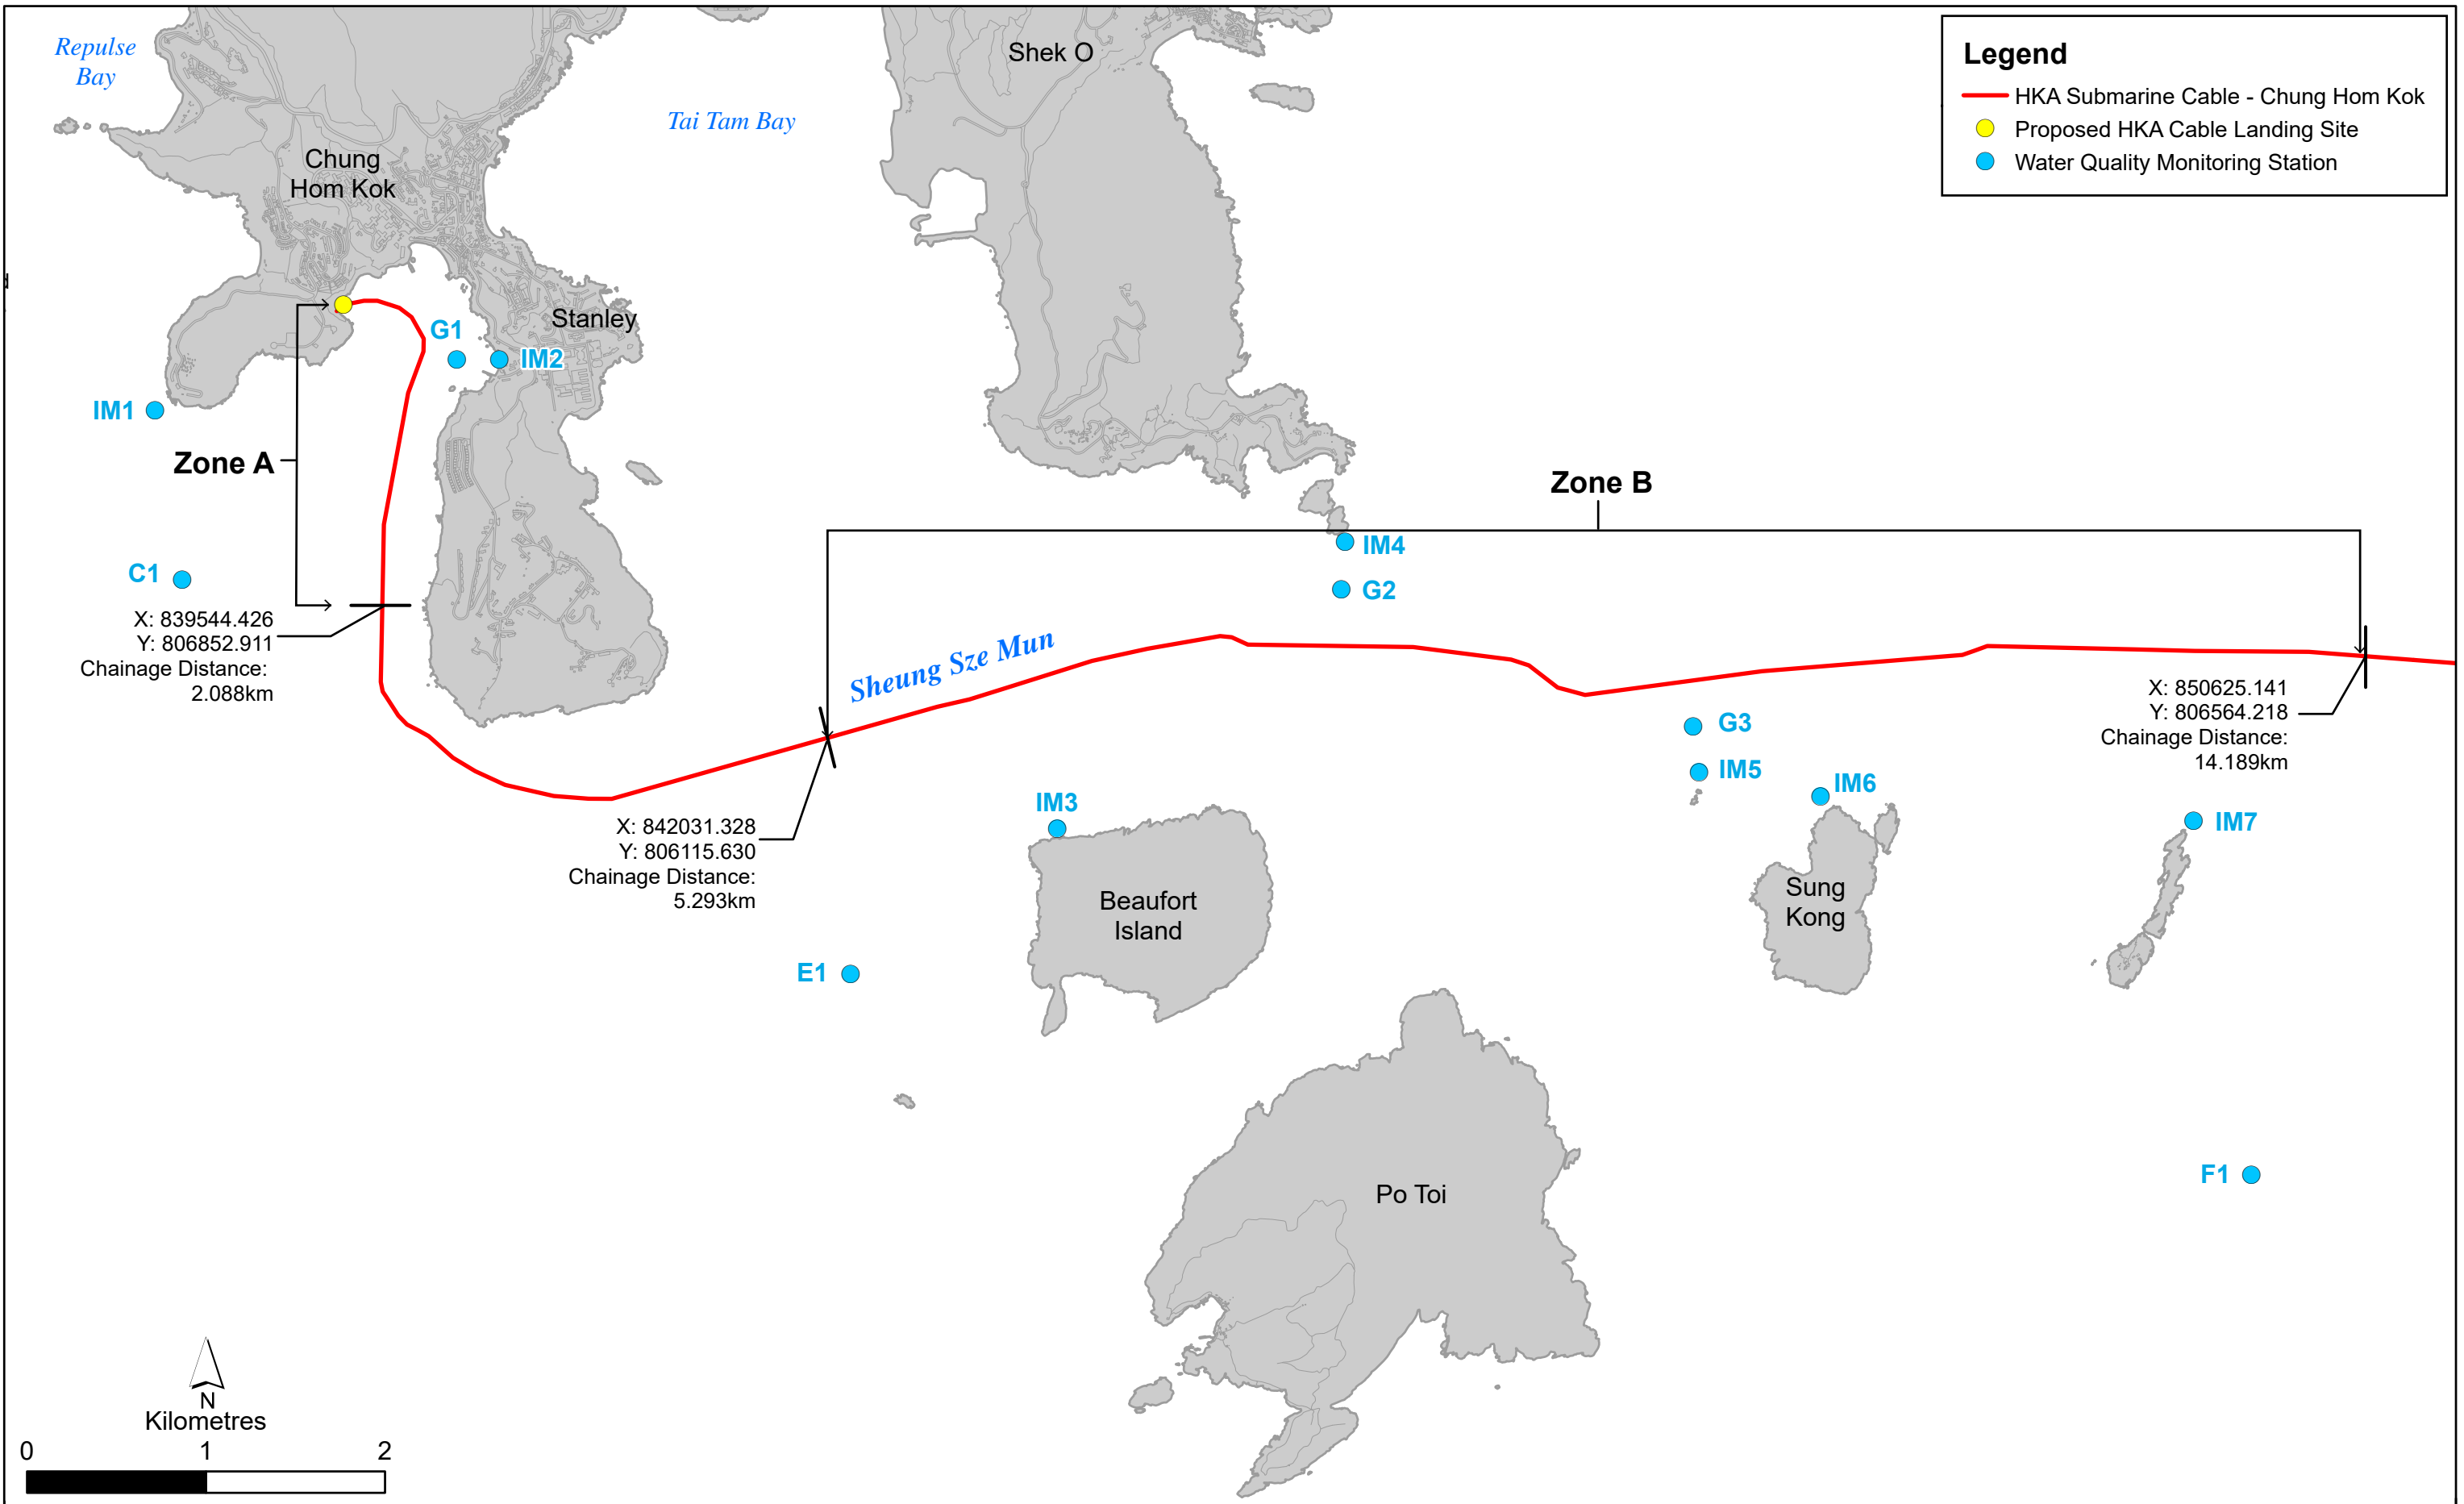 Repulse
Bay
Tai Tam Bay
Shek O
Legend
HKA Submarine Cable - Chung Hom Kok
Proposed HKA Cable Landing Site
Water Quality Monitoring Station
Chung
Hom Kok
Stanley
G1
IM2
IM1
Zone A
Zone B
IM4
G2
C1
X: 839544.426
Y: 806852.911
Chainage Distance:
2.088km
Sheung Sze Mun
X: 850625.141
Y: 806564.218
Chainage Distance:
14.189km
G3
IM5
IM6
IM3
IM7
X: 842031.328
Y: 806115.630
Chainage Distance:
5.293km
Beaufort
Island
Sung
Kong
E1
F1
Po Toi
N
Kilometres
0 1 2